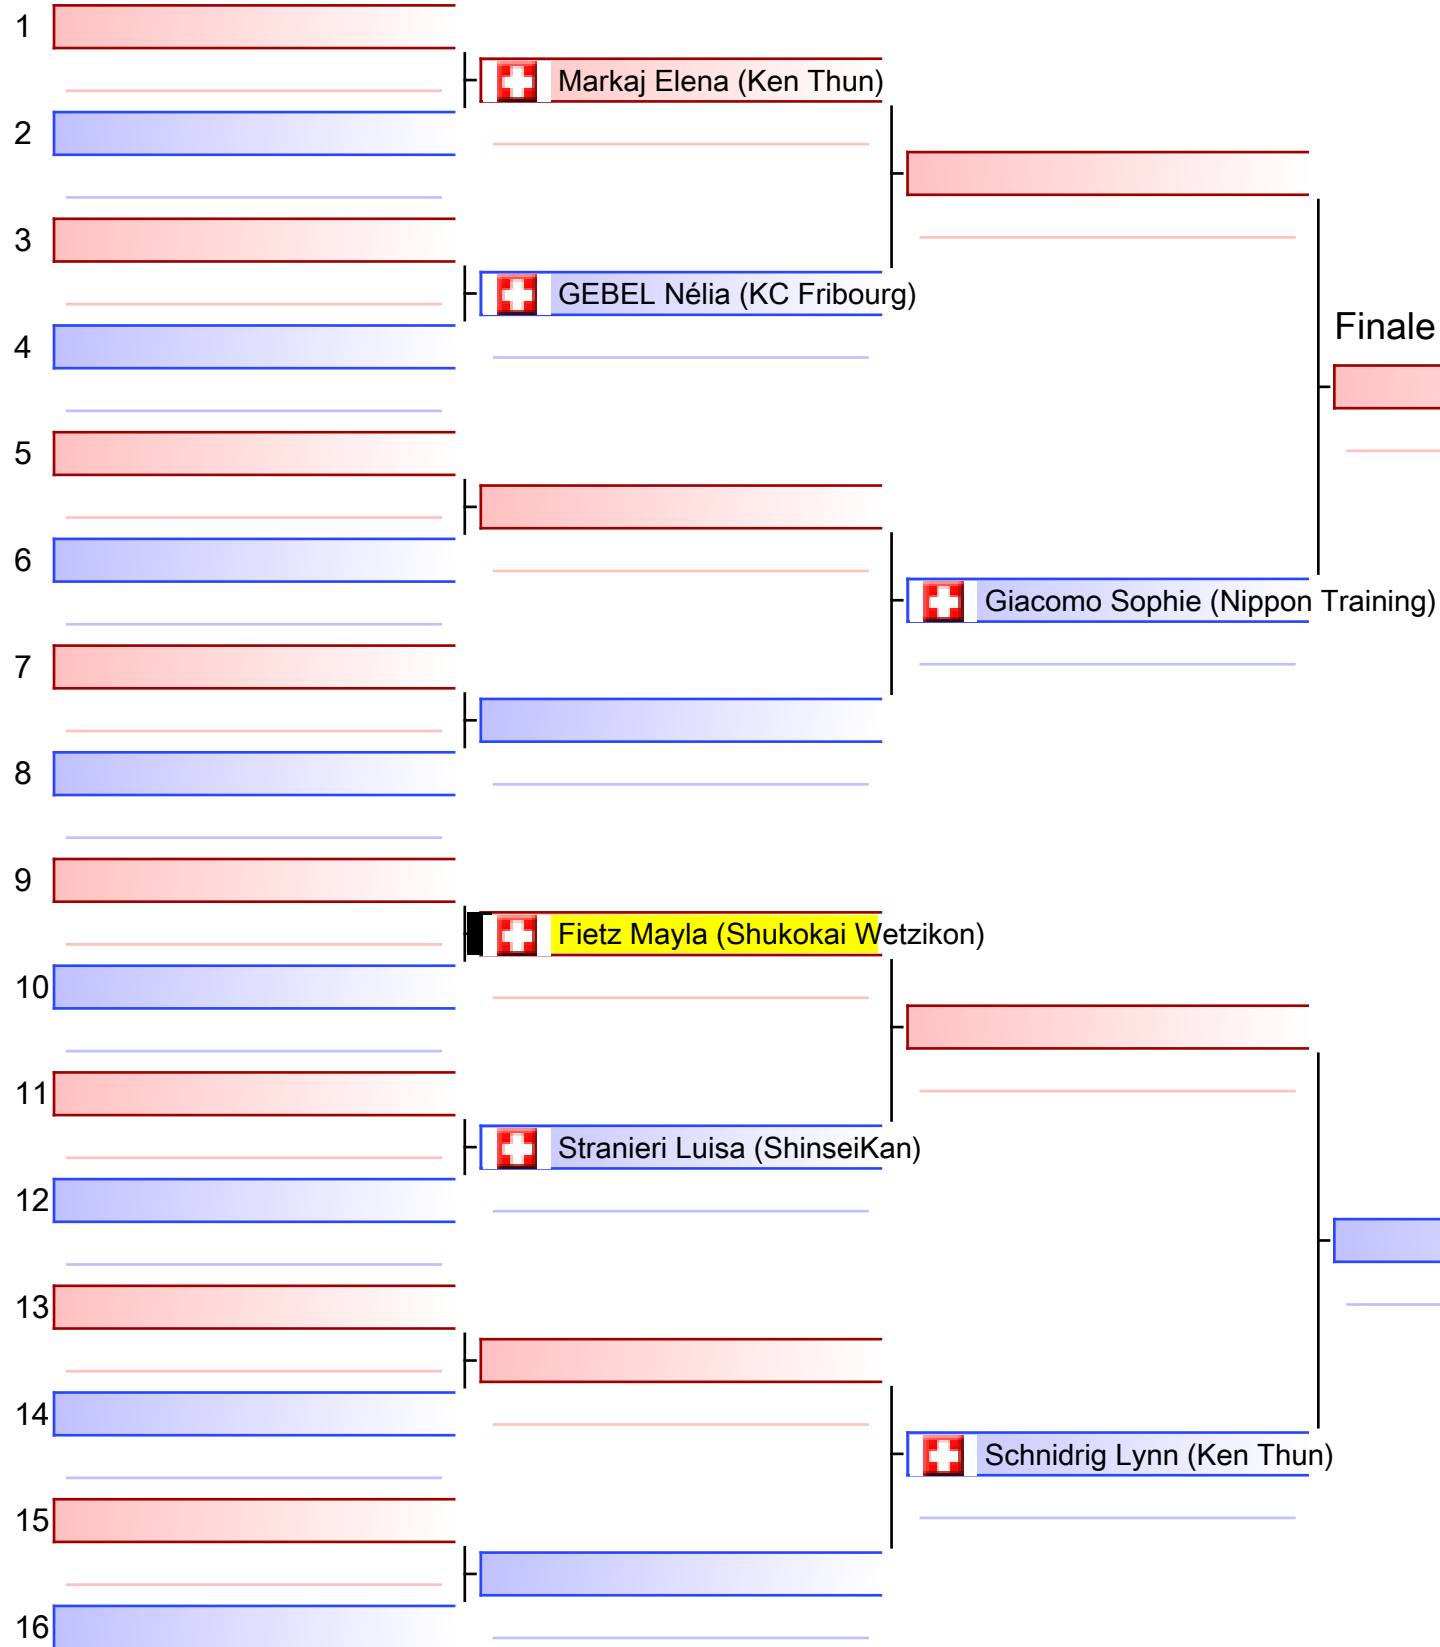 1
Markaj Elena (Ken Thun)
2
3
GEBEL Nélia (KC Fribourg)
Finale
4
5
6
Giacomo Sophie (Nippon Training)
7
8
9
Fietz Mayla (Shukokai Wetzikon)
10
11
Stranieri Luisa (ShinseiKan)
12
13
14
Schnidrig Lynn (Ken Thun)
15
16